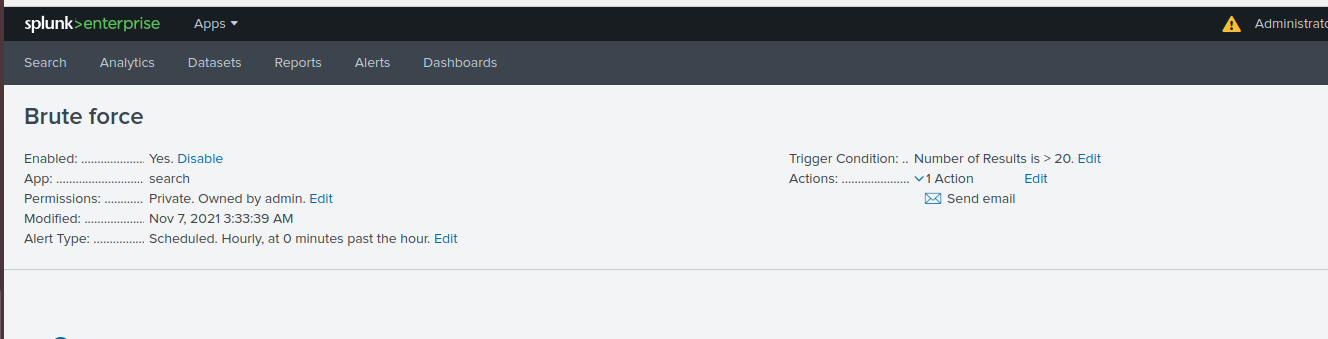 splunk>enterprise Apps Administrato
Search Analytics Datasets Reports Alerts Dashboards
Brute force
Enabled: .................... Yes. Disable
App: ........................... search
Permissions: ............ Private. Owned by admin. Edit
Modified: ................... Nov 7, 2021 3:33:39 AM
Alert Type: ................ Scheduled. Hourly, at 0 minutes past the hour. Edit
Trigger Condition: .. Number of Results is > 20. Edit
Actions: ..................... 1 Action Edit
Send email